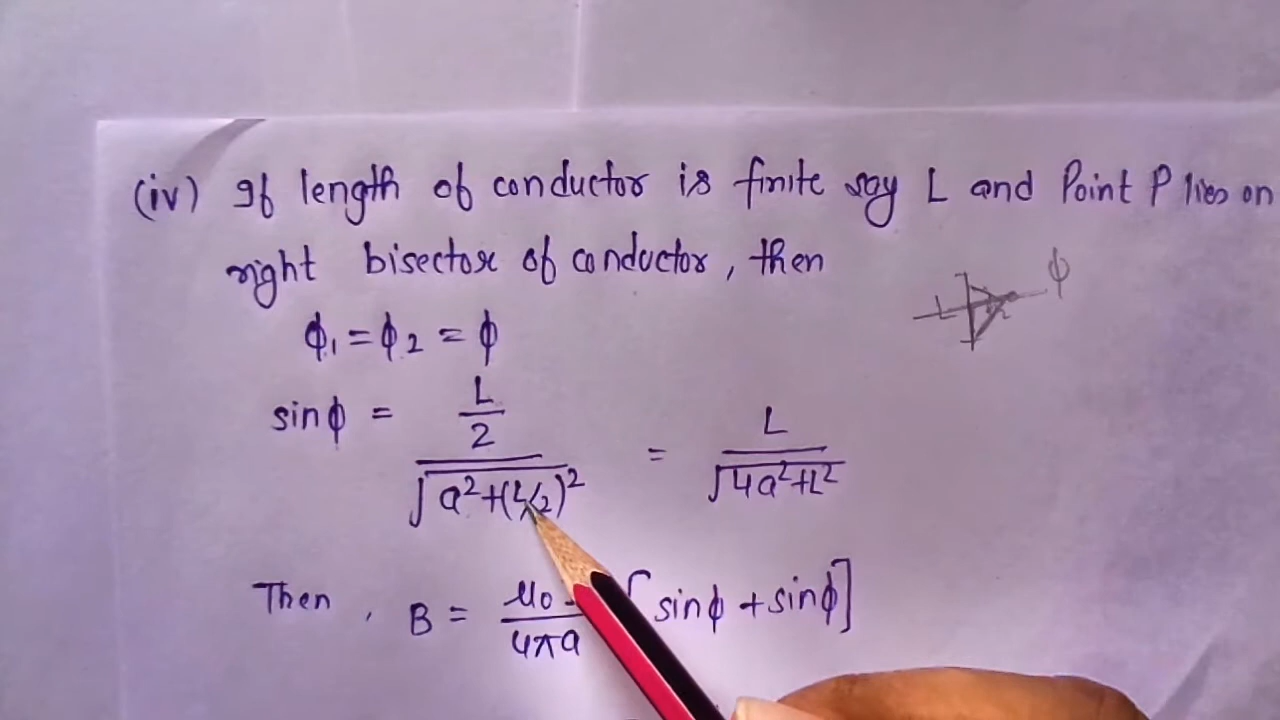 (iv) If length of conductor is finite say L and Point P lies on
right bisector of conductor, then
L ϕ
ϕ₁ = ϕ₂ = ϕ
sinϕ = (L/2)/√(a²+(L/2)²) = L/√(4a²+L²)
Then, B = μ₀/4πa [sinϕ + sinϕ]